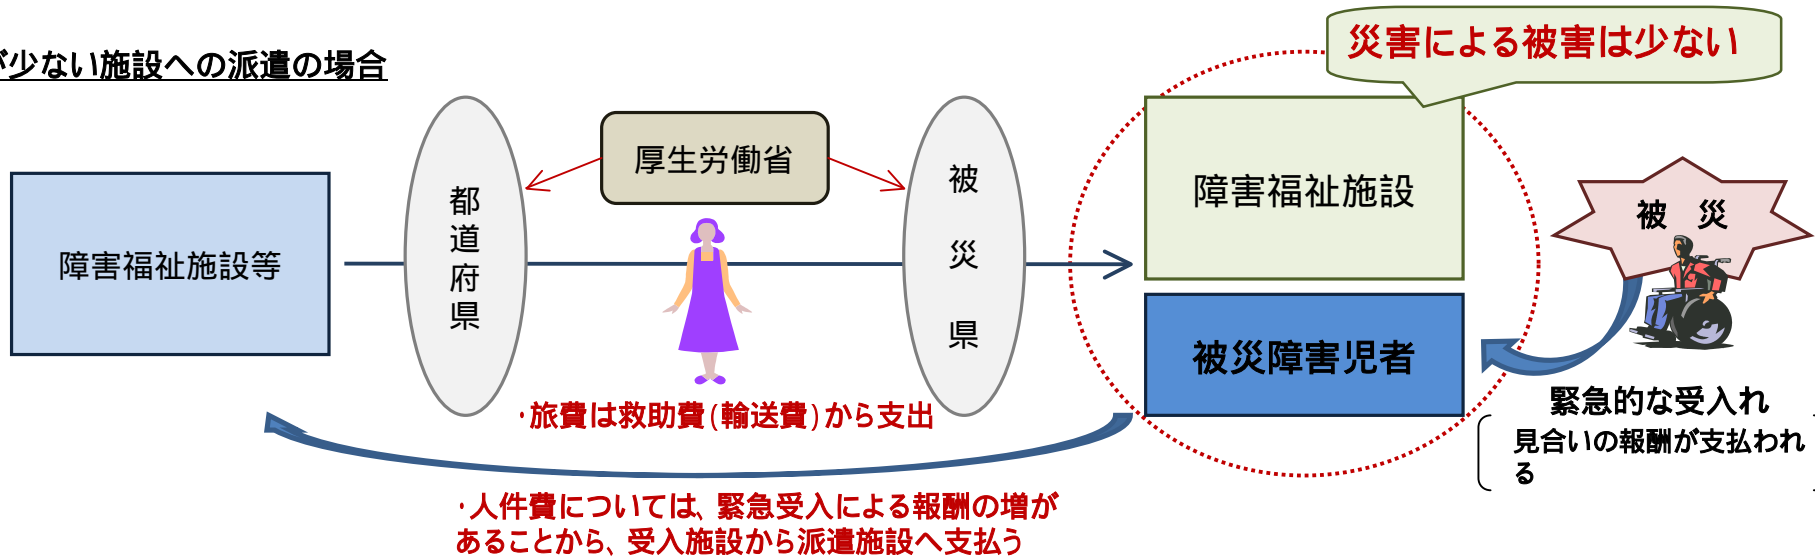 災害による被害は少ない
が少ない施設への派遣の場合
厚生労働省
都道府県
被災県
障害福祉施設
被 災
障害福祉施設等
被災障害児者
緊急的な受入れ
・旅費は救助費(輸送費)から支出
見合いの報酬が支払われ
る
・人件費については、緊急受入による報酬の増が
あることから、受入施設から派遣施設へ支払う